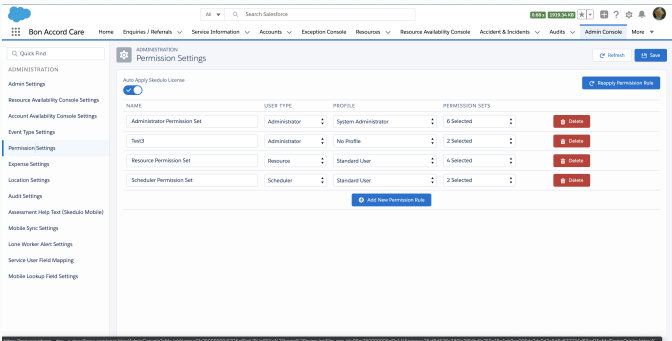 All
Search Salesforce
0.88 s
1919.34 KB
Bon Accord Care
Home
Enquiries / Referrals
Service Information
Accounts
Exception Console
Resources
Resource Availability Console
Accident & Incidents
Audits
Admin Console
More
Quick Find
ADMINISTRATION
Admin Settings
Resource Availability Console Settings
Account Availability Console Settings
Event Type Settings
Permission Settings
Expense Settings
Location Settings
Audit Settings
Assessment Help Text (Skedulo Mobile)
Mobile Sync Settings
Lone Worker Alert Settings
Service User Field Mapping
Mobile Lookup Field Settings
ADMINISTRATION
Permission Settings
Refresh
Save
Auto Apply Skedulo License
Reapply Permission Rule
NAME USER TYPE PROFILE PERMISSION SETS
Administrator Permission Set Administrator System Administrator 6 Selected Delete
Test3 Administrator No Profile 2 Selected Delete
Resource Permission Set Resource Standard User 4 Selected Delete
Scheduler Permission Set Scheduler Standard User 2 Selected Delete
Add New Permission Rule